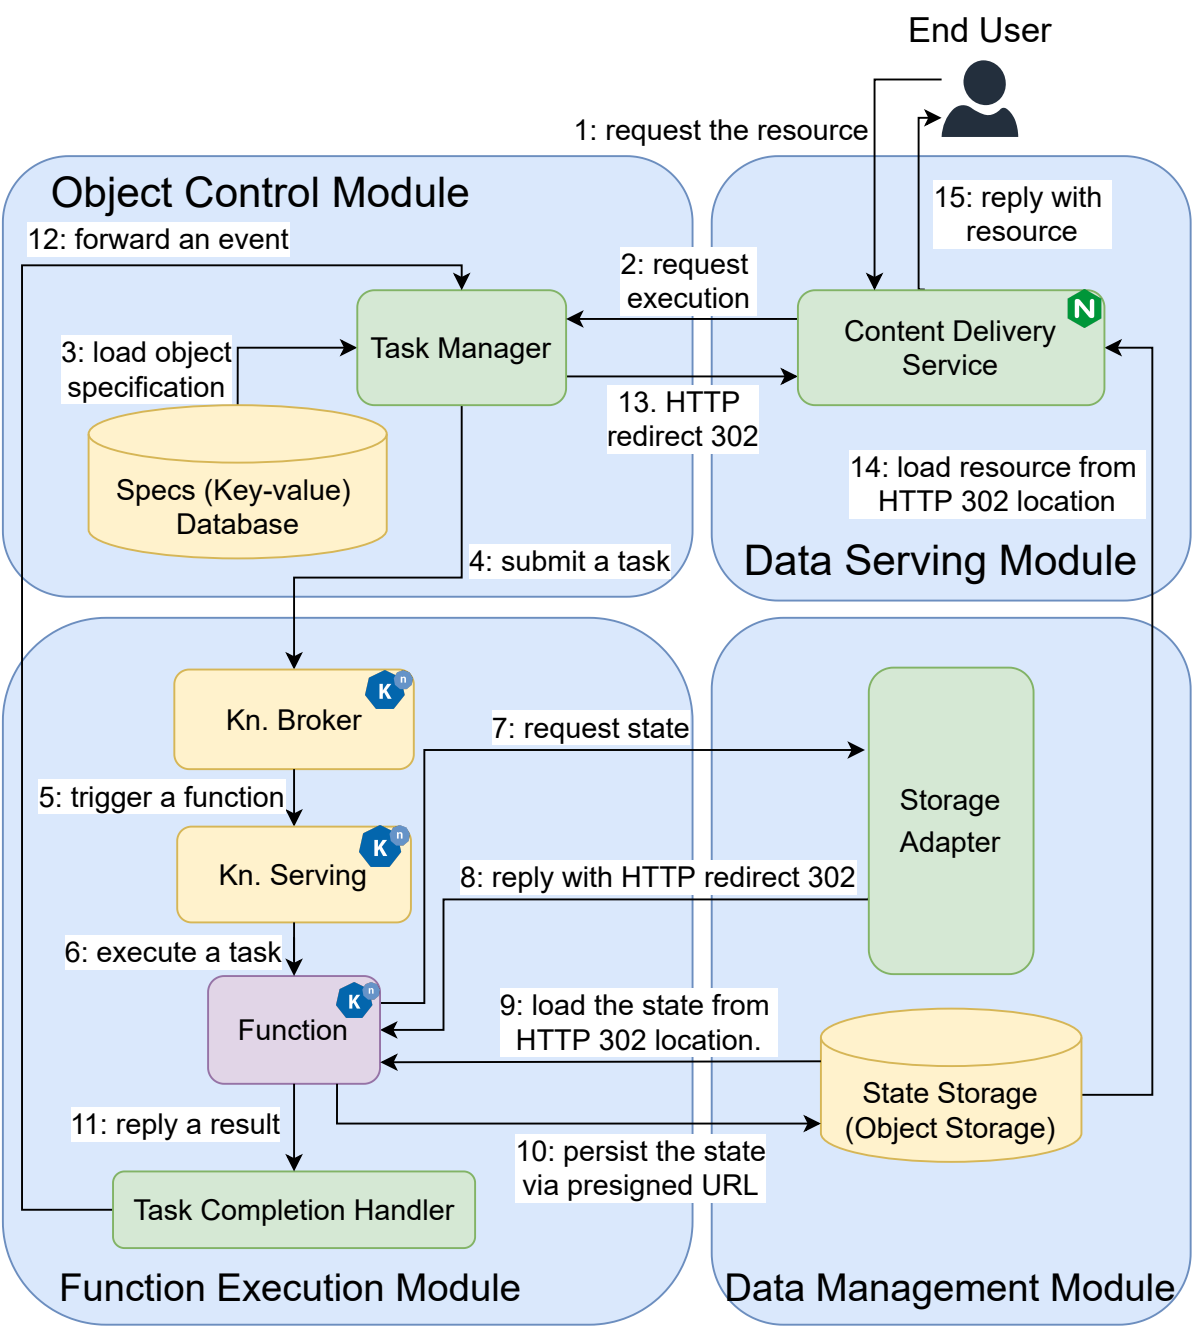 End User
1: request the resource
Object Control Module
12: forward an event
15: reply with
resource
2: request
execution
3: load object
specification
Task Manager
Content Delivery
Service
N
13. HTTP
redirect 302
Specs (Key-value)
Database
14: load resource from
HTTP 302 location
4: submit a task
Data Serving Module
Kn. Broker
K
n
7: request state
5: trigger a function
Storage
Adapter
Kn. Serving
K
n
8: reply with HTTP redirect 302
6: execute a task
Function
K
n
9: load the state from
HTTP 302 location.
State Storage
(Object Storage)
11: reply a result
10: persist the state
via presigned URL
Task Completion Handler
Function Execution Module
Data Management Module